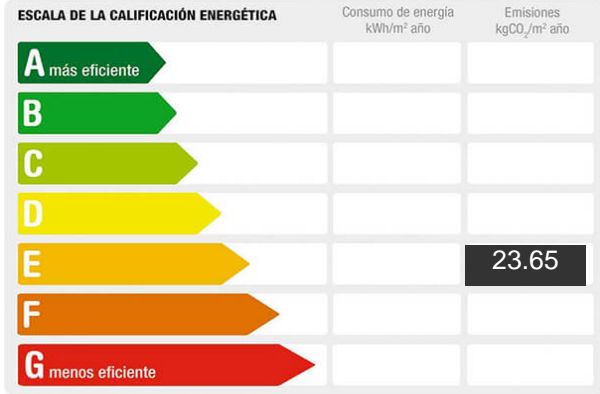 ESCALA DE LA CALIFICACIÓN ENERGÉTICA
Consumo de energía
kWh/m² año
Emisiones
kgCO₂/m² año
A más eficiente
B
C
D
E
23.65
F
G menos eficiente